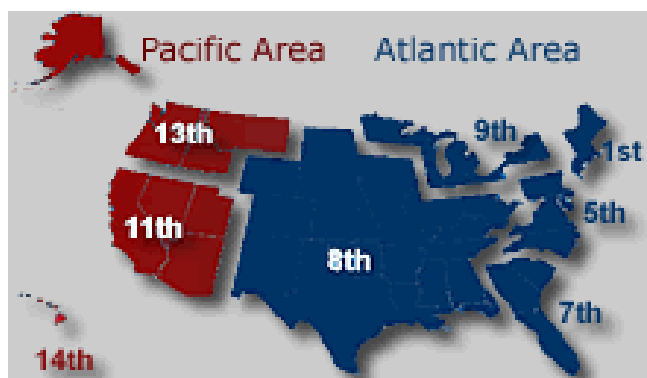 Pacific Area Atlantic Area
13th
9th
1st
11th
5th
8th
7th
14th